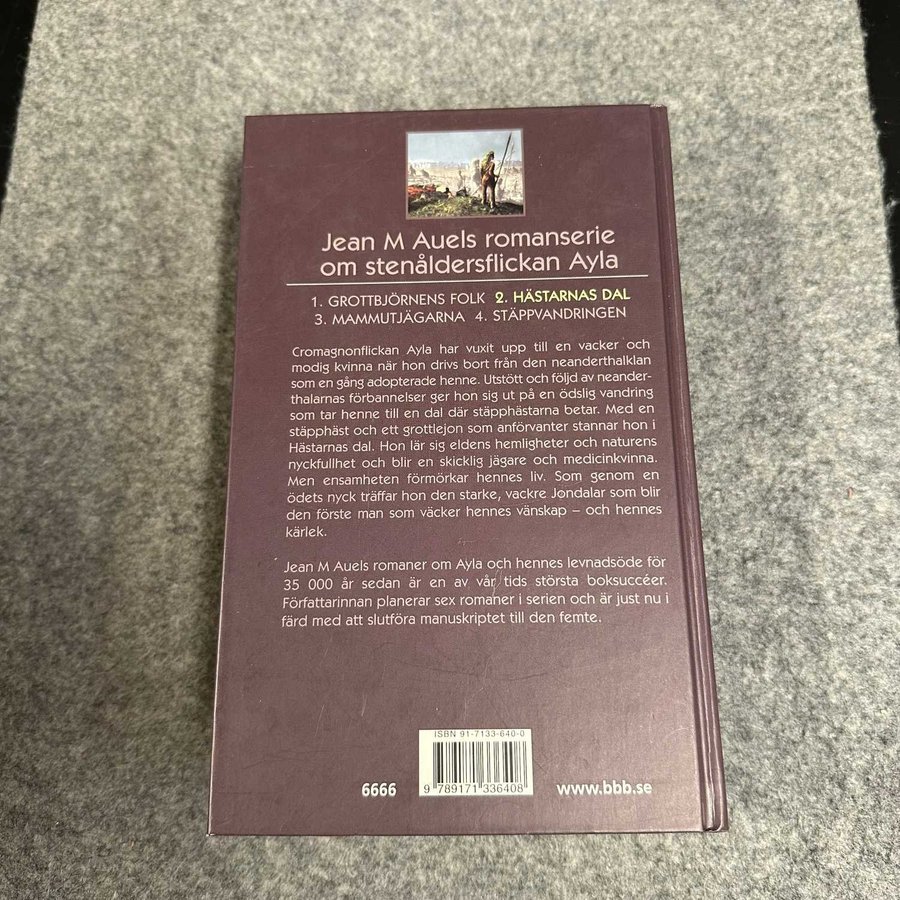 Jean M Auels romanserie
om stenåldersflickan Ayla
1. GROTTBJÖRNENS FOLK 2. HÄSTARNAS DAL
3. MAMMUTJÄGARNA 4. STÄPPVANDRINGEN
Cromagnonflickan Ayla har vuxit upp till en vacker och
modig kvinna när hon drivs bort från den neanderthalklan
som en gång adopterade henne. Utstött och följd av neander-
thalarnas förbannelser ger hon sig ut på en ödslig vandring
som tar henne till en dal där stäpphästarna betar. Med en
stäpphäst och ett grottlejon som anförvanter stannar hon i
Hästarnas dal. Hon lär sig eldens hemligheter och naturens
nyckfullhet och blir en skicklig jägare och medicinkvinna.
Men ensamheten förmörkar hennes liv. Som genom en
ödets nyck träffar hon den starke, vackre Jondalar som blir
den förste man som väcker hennes vänskap – och hennes
kärlek.
Jean M Auels romaner om Ayla och hennes levnadsöde för
35 000 år sedan är en av vår tids största boksuccéer.
Författarinnan planerar sex romaner i serien och är just nu i
färd med att slutföra manuskriptet till den femte.
ISBN 91-7133-640-0
6666
9 789171 336408
www.bbb.se